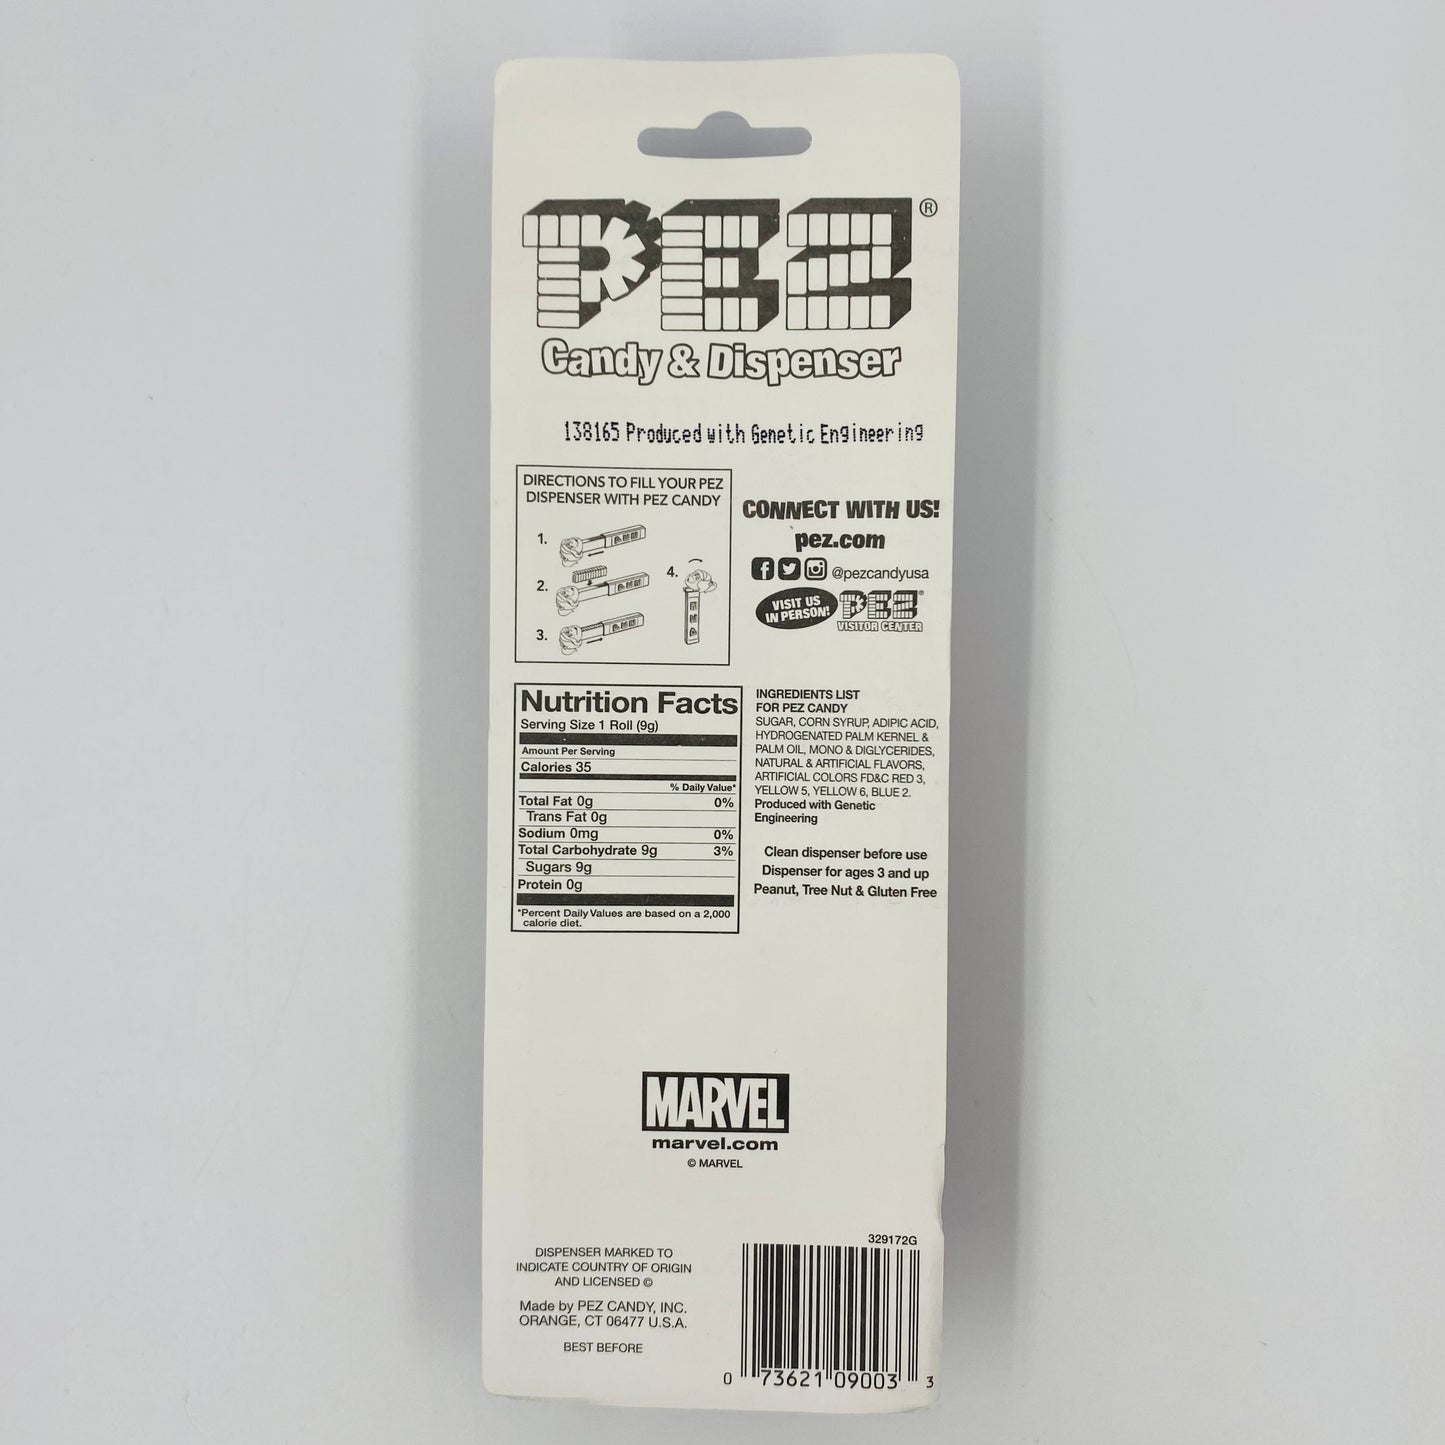 PEZ®
Candy & Dispenser
138165 Produced with Genetic Engineering
DIRECTIONS TO FILL YOUR PEZ
DISPENSER WITH PEZ CANDY
1.
2.
3.
4.
CONNECT WITH US!
pez.com
@pezcandyusa
VISIT US
IN PERSON!
PEZ
VISITOR CENTER
Nutrition Facts
Serving Size 1 Roll (9g)
Amount Per Serving
Calories 35
% Daily Value*
Total Fat 0g 0%
Trans Fat 0g
Sodium 0mg 0%
Total Carbohydrate 9g 3%
Sugars 9g
Protein 0g
*Percent Daily Values are based on a 2,000
calorie diet.
INGREDIENTS LIST
FOR PEZ CANDY
SUGAR, CORN SYRUP, ADIPIC ACID,
HYDROGENATED PALM KERNEL &
PALM OIL, MONO & DIGLYCERIDES,
NATURAL & ARTIFICIAL FLAVORS,
ARTIFICIAL COLORS FD&C RED 3,
YELLOW 5, YELLOW 6, BLUE 2.
Produced with Genetic
Engineering
Clean dispenser before use
Dispenser for ages 3 and up
Peanut, Tree Nut & Gluten Free
MARVEL
marvel.com
© MARVEL
DISPENSER MARKED TO
INDICATE COUNTRY OF ORIGIN
AND LICENSED ©
Made by PEZ CANDY, INC.
ORANGE, CT 06477 U.S.A.
BEST BEFORE
329172G
0 73621 09003 3